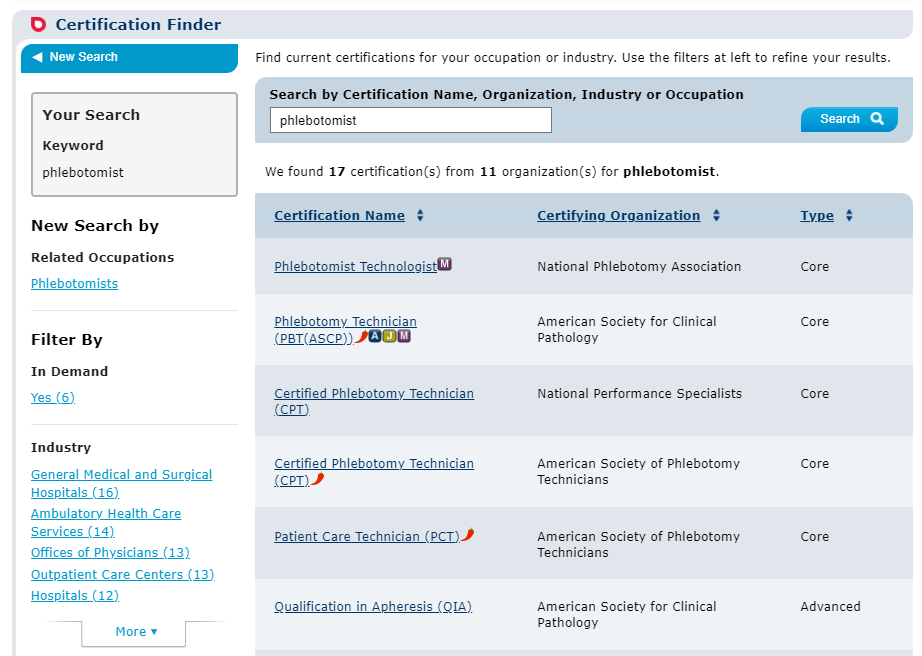 Certification Finder
◀ New Search
Your Search
Keyword
phlebotomist
New Search by
Related Occupations
Phlebotomists
Filter By
In Demand
Yes (6)
Industry
General Medical and Surgical
Hospitals (16)
Ambulatory Health Care
Services (14)
Offices of Physicians (13)
Outpatient Care Centers (13)
Hospitals (12)
More ▾
Find current certifications for your occupation or industry. Use the filters at left to refine your results.
Search by Certification Name, Organization, Industry or Occupation
phlebotomist
Search
We found 17 certification(s) from 11 organization(s) for phlebotomist.
Certification Name Certifying Organization Type
Phlebotomist Technologist M National Phlebotomy Association Core
Phlebotomy Technician
(PBT(ASCP)) A J M
American Society for Clinical
Pathology
Core
Certified Phlebotomy Technician
(CPT)
National Performance Specialists
Core
Certified Phlebotomy Technician
(CPT)
American Society of Phlebotomy
Technicians
Core
Patient Care Technician (PCT)
American Society of Phlebotomy
Technicians
Core
Qualification in Apheresis (QIA)
American Society for Clinical
Pathology
Advanced